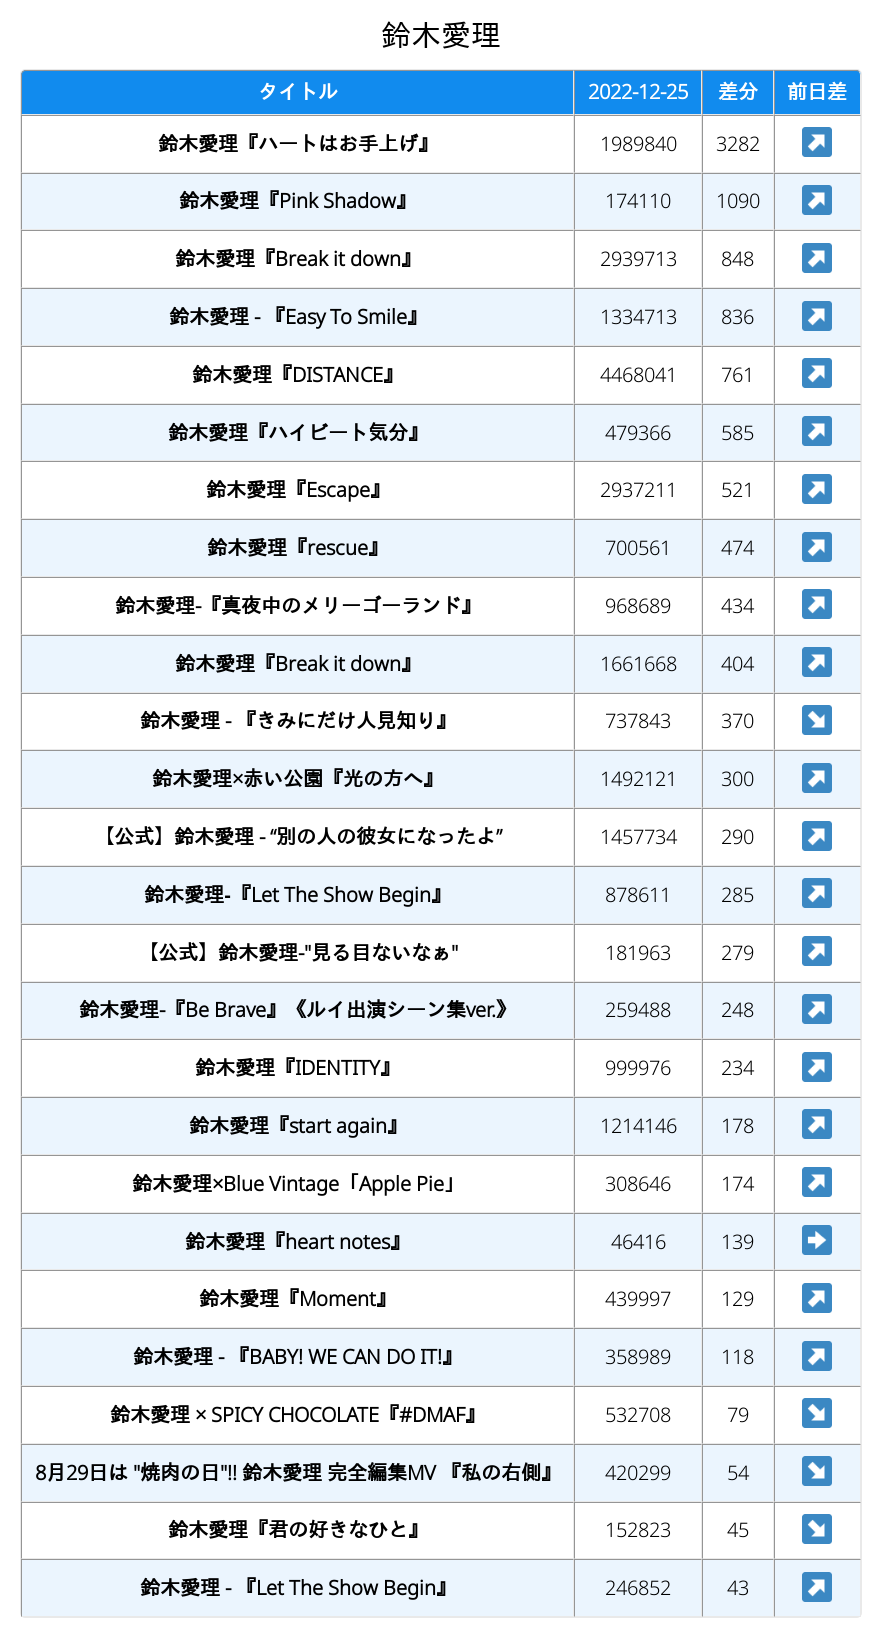 鈴木愛理
タイトル 2022-12-25 差分 前日差
鈴木愛理『ハートはお手上げ』 1989840 3282
鈴木愛理『Pink Shadow』 174110 1090
鈴木愛理『Break it down』 2939713 848
鈴木愛理 - 『Easy To Smile』 1334713 836
鈴木愛理『DISTANCE』 4468041 761
鈴木愛理『ハイビート気分』 479366 585
鈴木愛理『Escape』 2937211 521
鈴木愛理『rescue』 700561 474
鈴木愛理-『真夜中のメリーゴーランド』 968689 434
鈴木愛理『Break it down』 1661668 404
鈴木愛理 - 『きみにだけ人見知り』 737843 370
鈴木愛理×赤い公園『光の方へ』 1492121 300
【公式】鈴木愛理 - “別の人の彼女になったよ” 1457734 290
鈴木愛理-『Let The Show Begin』 878611 285
【公式】鈴木愛理-"見る目ないなぁ" 181963 279
鈴木愛理-『Be Brave』《ルイ出演シーン集ver.》 259488 248
鈴木愛理『IDENTITY』 999976 234
鈴木愛理『start again』 1214146 178
鈴木愛理×Blue Vintage「Apple Pie」 308646 174
鈴木愛理『heart notes』 46416 139
鈴木愛理『Moment』 439997 129
鈴木愛理 - 『BABY! WE CAN DO IT!』 358989 118
鈴木愛理 × SPICY CHOCOLATE『#DMAF』 532708 79
8月29日は "焼肉の日"!! 鈴木愛理 完全編集MV 『私の右側』 420299 54
鈴木愛理『君の好きなひと』 152823 45
鈴木愛理 - 『Let The Show Begin』 246852 43